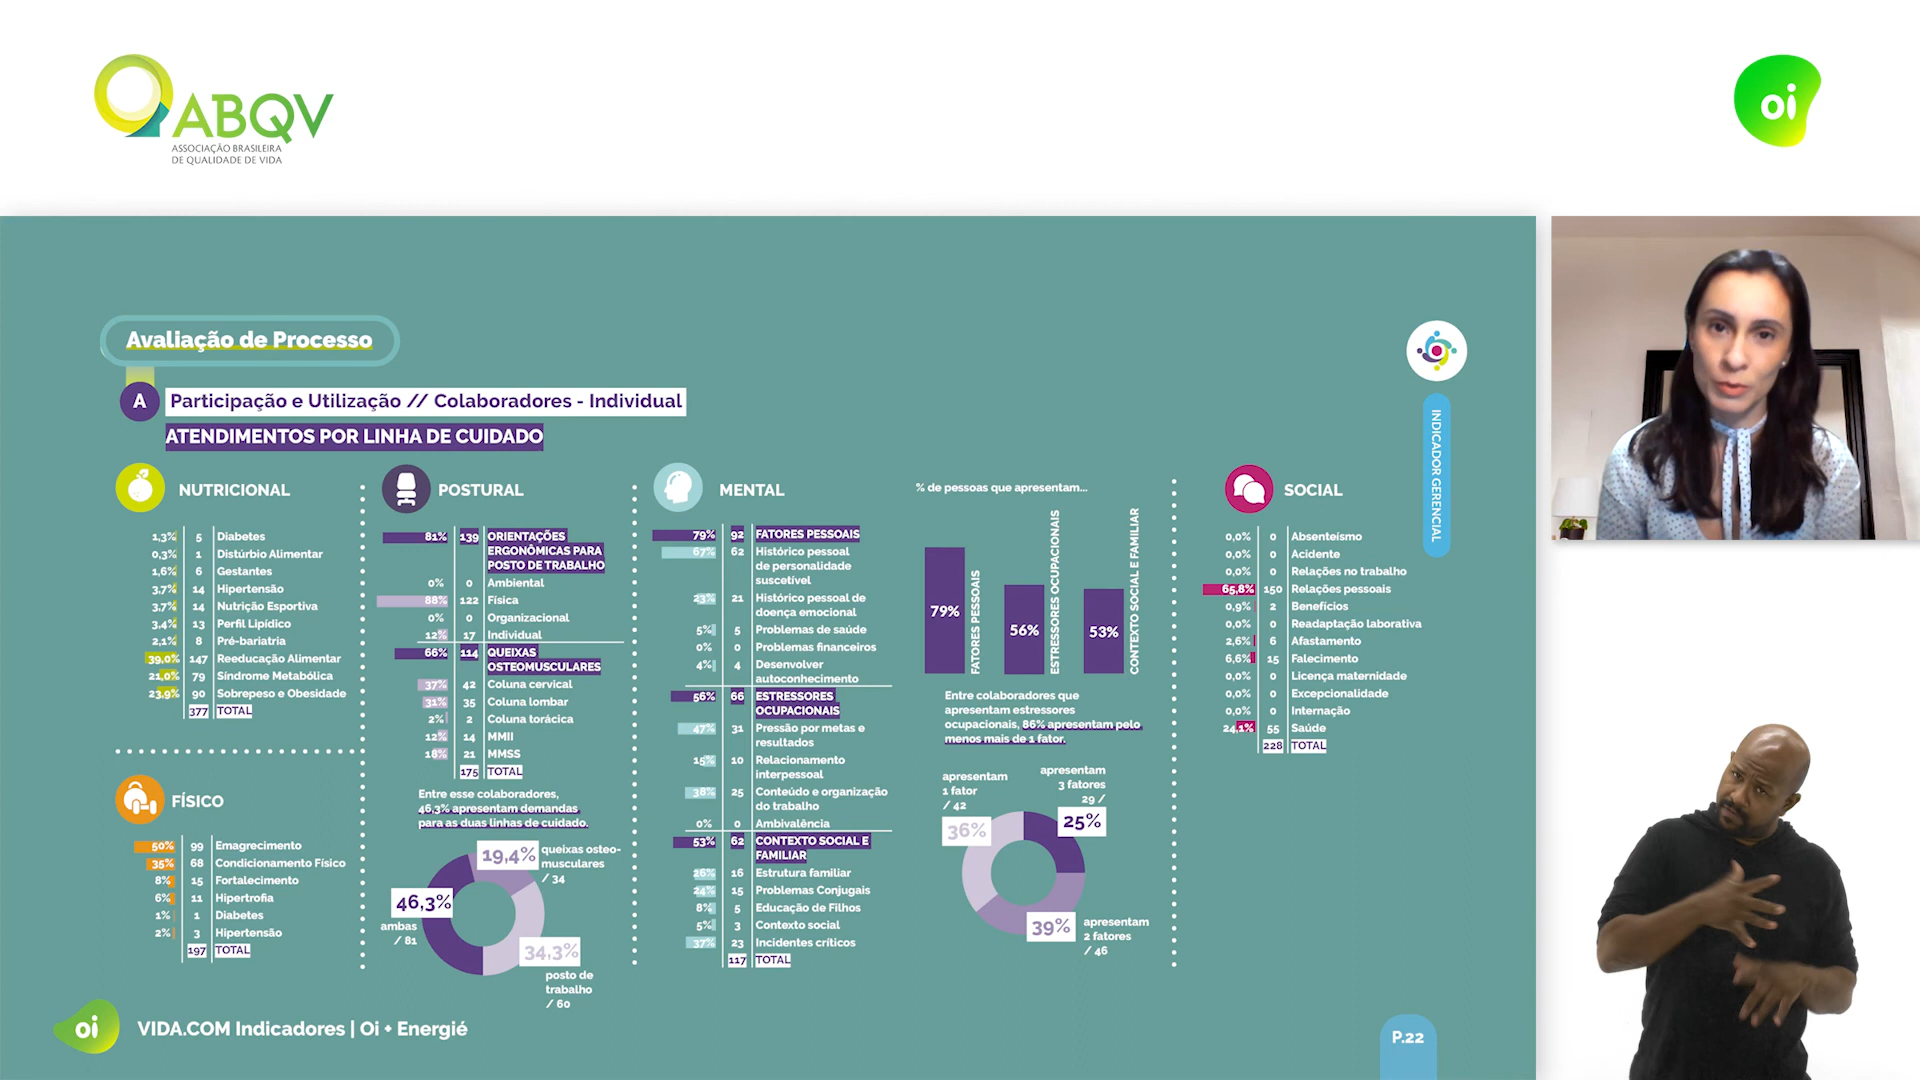 ABQV
ASSOCIAÇÃO BRASILEIRA
DE QUALIDADE DE VIDA
oi
Avaliação de Processo
A
Participação e Utilização // Colaboradores - Individual
ATENDIMENTOS POR LINHA DE CUIDADO
INDICADOR GERENCIAL
NUTRICIONAL
1,3% 5 Diabetes
0,3% 1 Distúrbio Alimentar
1,6% 6 Gestantes
3,7% 14 Hipertensão
3,7% 14 Nutrição Esportiva
3,4% 13 Perfil Lipídico
2,1% 8 Pré-bariatria
39,0% 147 Reeducação Alimentar
21,0% 79 Síndrome Metabólica
23,9% 90 Sobrepeso e Obesidade
377 TOTAL
FÍSICO
50% 99 Emagrecimento
35% 68 Condicionamento Físico
8% 15 Fortalecimento
6% 11 Hipertrofia
1% 1 Diabetes
2% 3 Hipertensão
197 TOTAL
POSTURAL
81% 139 ORIENTAÇÕES
ERGONÔMICAS PARA
POSTO DE TRABALHO
0% 0 Ambiental
88% 122 Física
0% 0 Organizacional
12% 17 Individual
66% 114 QUEIXAS
OSTEOMUSCULARES
37% 42 Coluna cervical
31% 35 Coluna lombar
2% 2 Coluna torácica
12% 14 MMII
18% 21 MMSS
175 TOTAL
Entre esse colaboradores,
46,3% apresentam demandas
para as duas linhas de cuidado.
19,4% queixas osteo-
musculares
/ 34
46,3%
ambas
/ 81
34,3%
posto de
trabalho
/ 60
MENTAL
79% 92 FATORES PESSOAIS
67% 62 Histórico pessoal
de personalidade
suscetível
23% 21 Histórico pessoal de
doença emocional
5% 5 Problemas de saúde
0% 0 Problemas financeiros
4% 4 Desenvolver
autoconhecimento
56% 66 ESTRESSORES
OCUPACIONAIS
47% 31 Pressão por metas e
resultados
15% 10 Relacionamento
interpessoal
38% 25 Conteúdo e organização
do trabalho
0% 0 Ambivalência
53% 62 CONTEXTO SOCIAL E
FAMILIAR
26% 16 Estrutura familiar
24% 15 Problemas Conjugais
8% 5 Educação de Filhos
5% 3 Contexto social
37% 23 Incidentes críticos
117 TOTAL
% de pessoas que apresentam...
79%
FATORES PESSOAIS
56%
ESTRESSORES OCUPACIONAIS
53%
CONTEXTO SOCIAL E FAMILIAR
Entre colaboradores que
apresentam estressores
ocupacionais, 86% apresentam pelo
menos mais de 1 fator.
apresentam
1 fator
/ 42
36%
apresentam
3 fatores
29 /
25%
39%
apresentam
2 fatores
/ 46
SOCIAL
0,0% 0 Absenteísmo
0,0% 0 Acidente
0,0% 0 Relações no trabalho
65,8% 150 Relações pessoais
0,9% 2 Benefícios
0,0% 0 Readaptação laborativa
2,6% 6 Afastamento
6,6% 15 Falecimento
0,0% 0 Licença maternidade
0,0% 0 Excepcionalidade
0,0% 0 Internação
24,1% 55 Saúde
228 TOTAL
oi
VIDA.COM Indicadores | Oi + Energié
P.22